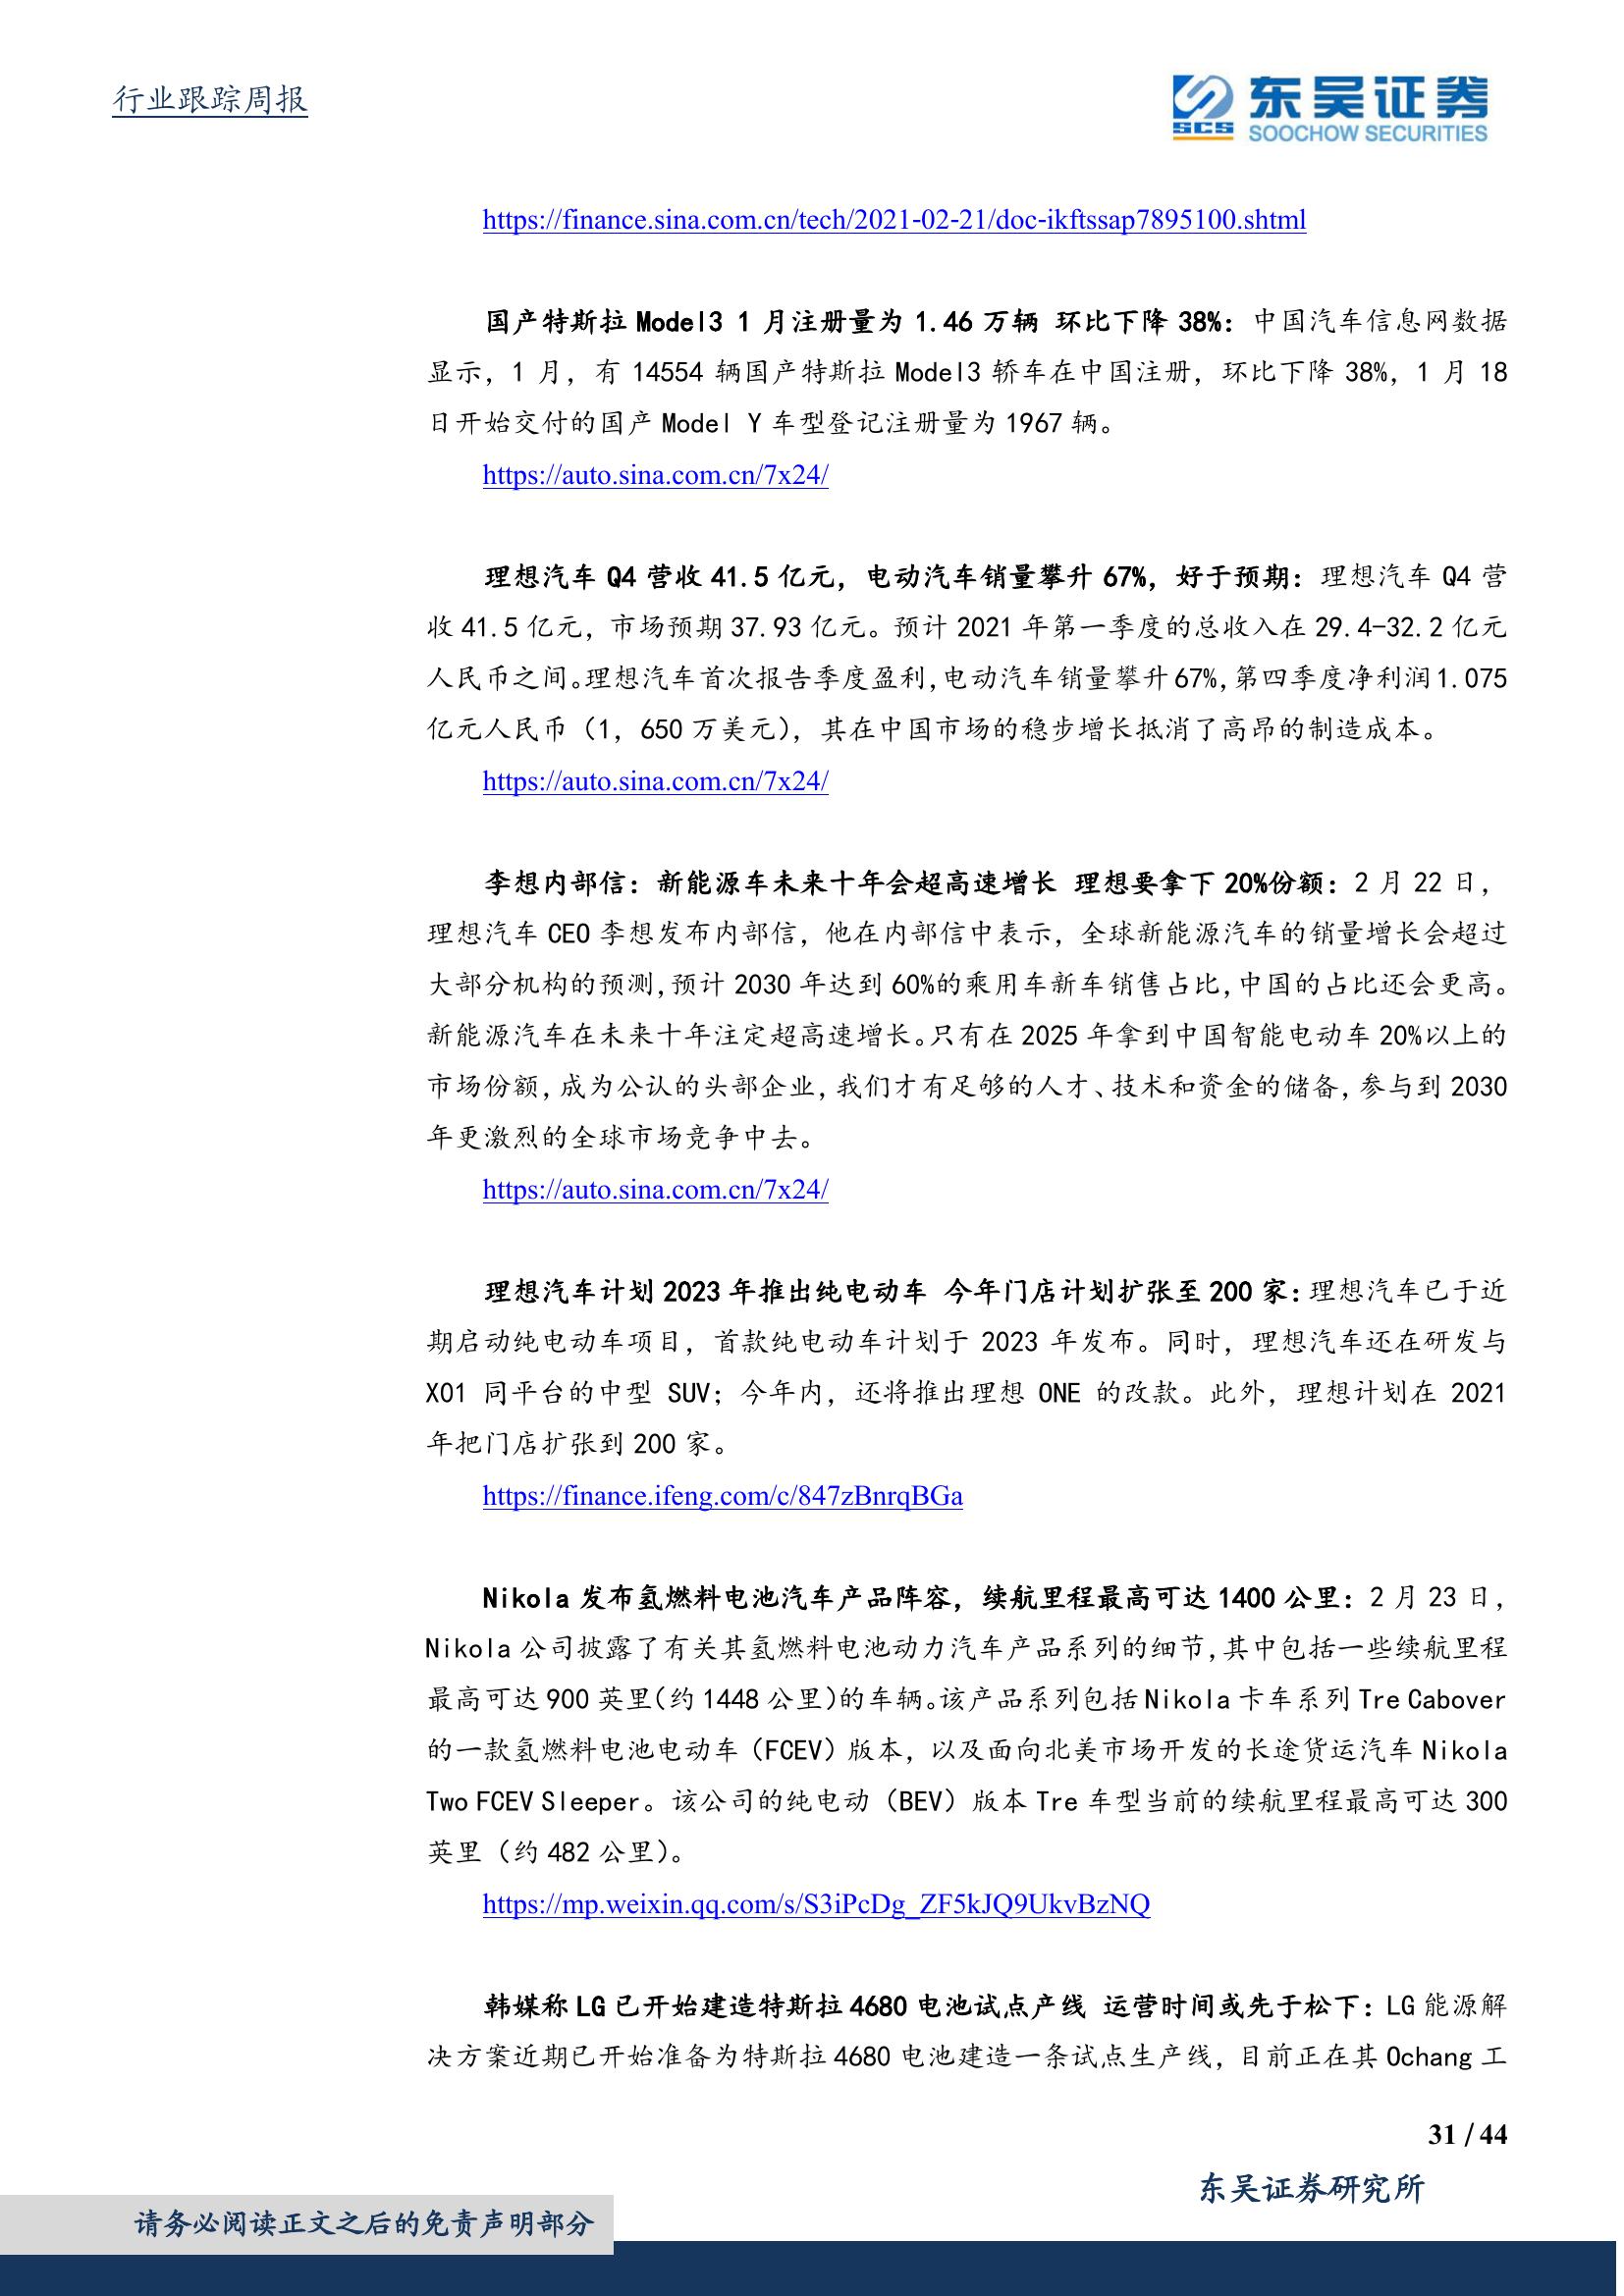 行业跟踪周报
SCS
东吴证券
SOOCHOW SECURITIES
https://finance.sina.com.cn/tech/2021-02-21/doc-ikftssap7895100.shtml
国产特斯拉 Model3 1 月注册量为 1.46 万辆 环比下降 38%：中国汽车信息网数据
显示，1 月，有 14554 辆国产特斯拉 Model3 轿车在中国注册，环比下降 38%，1 月 18
日开始交付的国产 Model Y 车型登记注册量为 1967 辆。
https://auto.sina.com.cn/7x24/
理想汽车 Q4 营收 41.5 亿元，电动汽车销量攀升 67%，好于预期：理想汽车 Q4 营
收 41.5 亿元，市场预期 37.93 亿元。预计 2021 年第一季度的总收入在 29.4-32.2 亿元
人民币之间。理想汽车首次报告季度盈利，电动汽车销量攀升 67%，第四季度净利润 1.075
亿元人民币（1，650 万美元），其在中国市场的稳步增长抵消了高昂的制造成本。
https://auto.sina.com.cn/7x24/
李想内部信：新能源车未来十年会超高速增长 理想要拿下 20%份额：2 月 22 日，
理想汽车 CEO 李想发布内部信，他在内部信中表示，全球新能源汽车的销量增长会超过
大部分机构的预测，预计 2030 年达到 60%的乘用车新车销售占比，中国的占比还会更高。
新能源汽车在未来十年注定超高速增长。只有在 2025 年拿到中国智能电动车 20%以上的
市场份额，成为公认的头部企业，我们才有足够的人才、技术和资金的储备，参与到 2030
年更激烈的全球市场竞争中去。
https://auto.sina.com.cn/7x24/
理想汽车计划 2023 年推出纯电动车 今年门店计划扩张至 200 家：理想汽车已于近
期启动纯电动车项目，首款纯电动车计划于 2023 年发布。同时，理想汽车还在研发与
X01 同平台的中型 SUV；今年内，还将推出理想 ONE 的改款。此外，理想计划在 2021
年把门店扩张到 200 家。
https://finance.ifeng.com/c/847zBnrqBGa
Nikola 发布氢燃料电池汽车产品阵容，续航里程最高可达 1400 公里：2 月 23 日，
Nikola 公司披露了有关其氢燃料电池动力汽车产品系列的细节，其中包括一些续航里程
最高可达 900 英里（约 1448 公里）的车辆。该产品系列包括 Nikola 卡车系列 Tre Cabover
的一款氢燃料电池电动车（FCEV）版本，以及面向北美市场开发的长途货运汽车 Nikola
Two FCEV Sleeper。该公司的纯电动（BEV）版本 Tre 车型当前的续航里程最高可达 300
英里（约 482 公里）。
https://mp.weixin.qq.com/s/S3iPcDg_ZF5kJQ9UkvBzNQ
韩媒称 LG 已开始建造特斯拉 4680 电池试点产线 运营时间或先于松下：LG 能源解
决方案近期已开始准备为特斯拉 4680 电池建造一条试点生产线，目前正在其 Ochang 工
31 / 44
东吴证券研究所
请务必阅读正文之后的免责声明部分